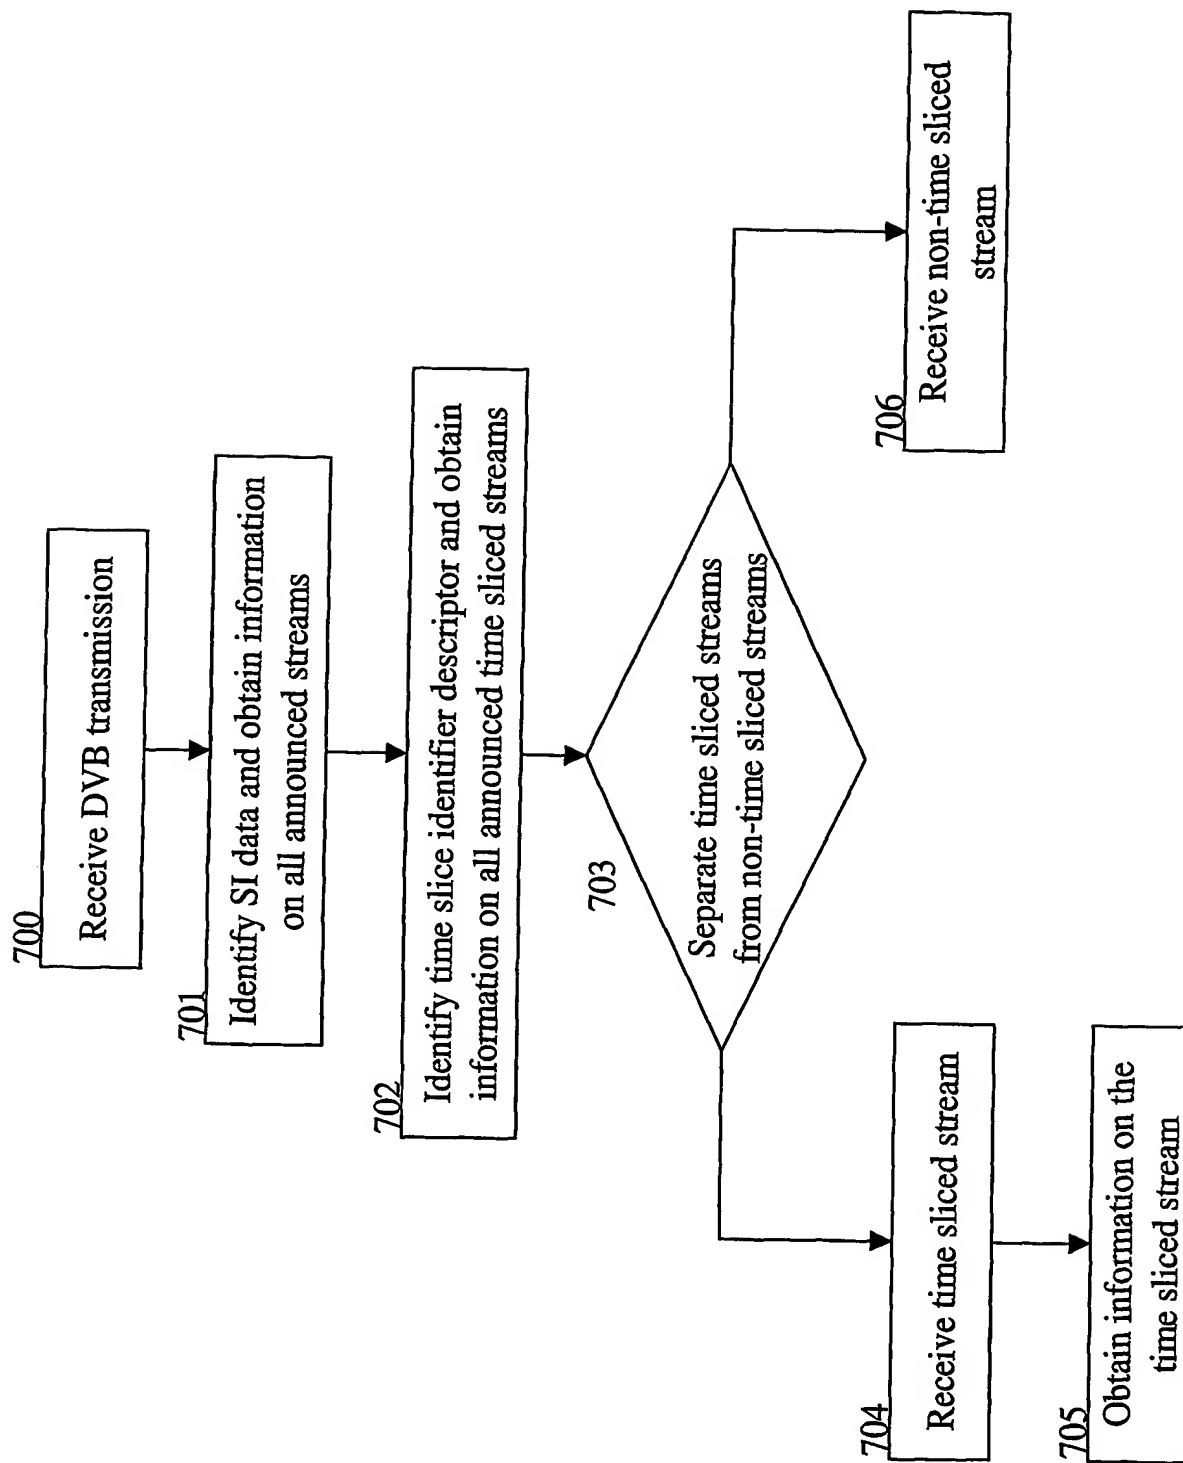 700
Receive DVB transmission
701
Identify SI data and obtain information
on all announced streams
702
Identify time slice identifier descriptor and obtain
information on all announced time sliced streams
703
Separate time sliced streams
from non-time sliced streams
704
Receive time sliced stream
705
Obtain information on the
time sliced stream
706
Receive non-time sliced
stream